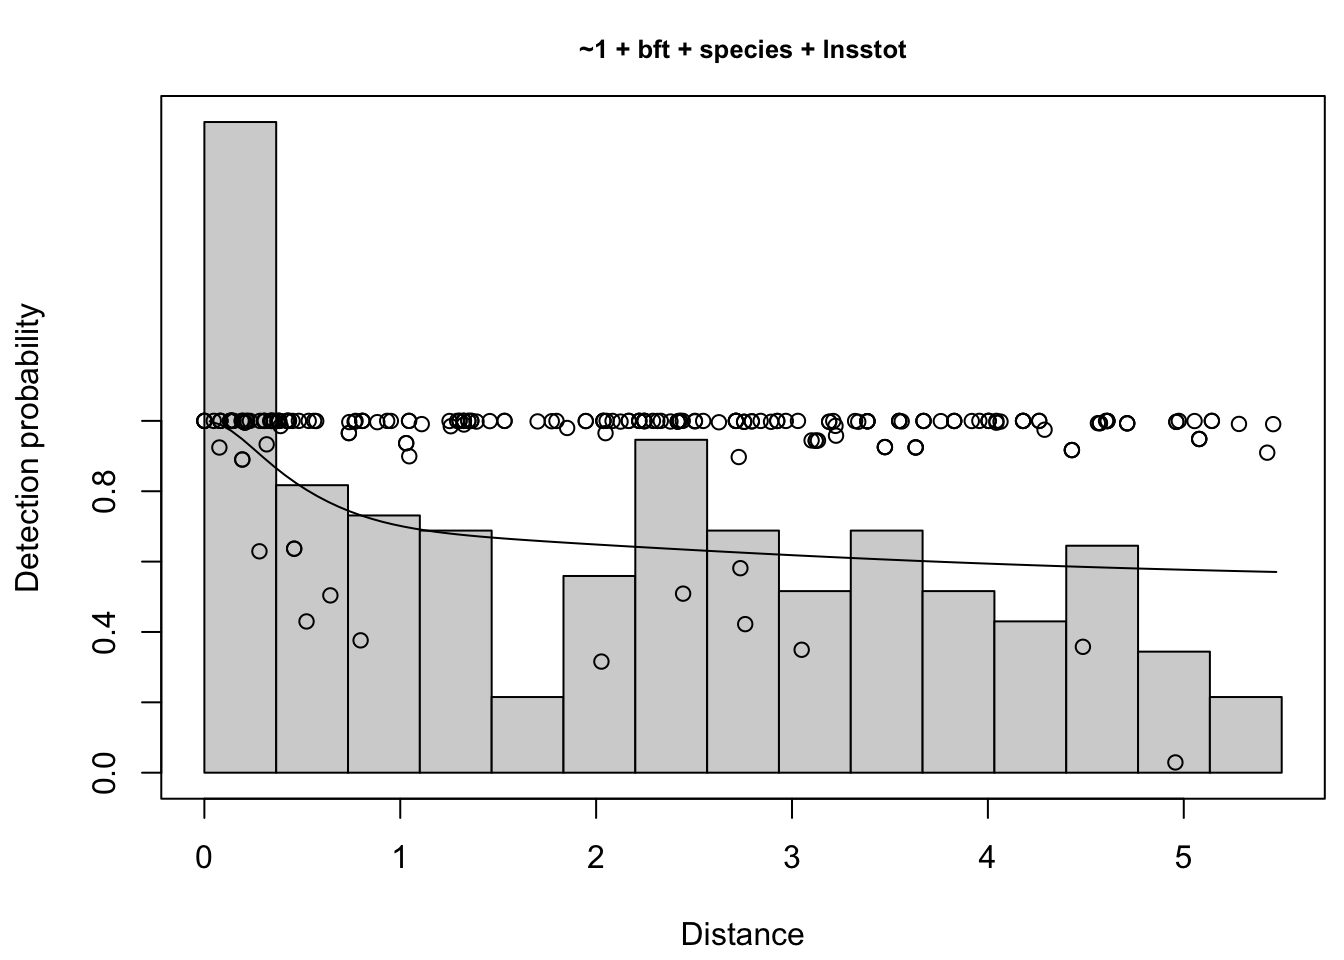 ~1 + bft + species + lnsstot
Detection probability
0.8
0.4
0.0
0 1 2 3 4 5
Distance